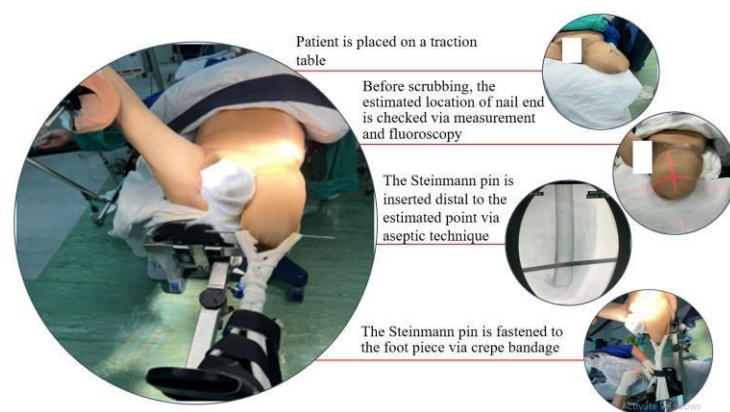 Patient is placed on a traction
table
Before scrubbing, the
estimated location of nail end
is checked via measurement
and fluoroscopy
The Steinmann pin is
inserted distal to the
estimated point via
aseptic technique
The Steinmann pin is fastened to
the foot piece via crepe bandage
Activate Windows